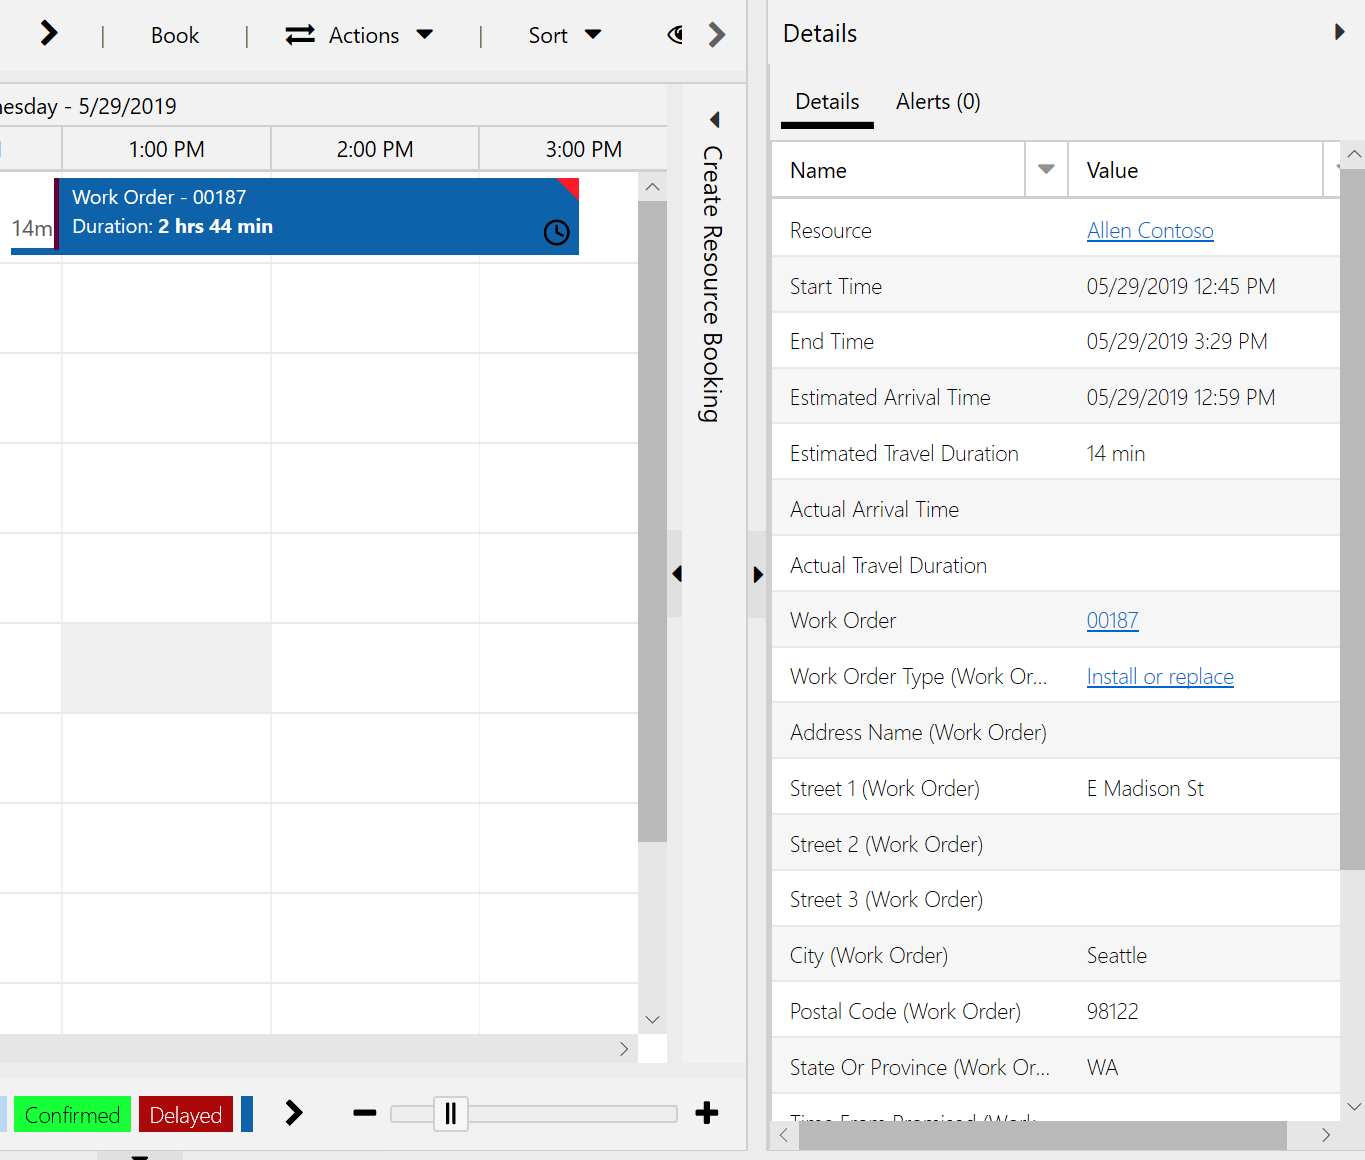 Book
Actions
Sort
esday - 5/29/2019
1:00 PM
2:00 PM
3:00 PM
14m
Work Order - 00187
Duration: 2 hrs 44 min
Create Resource Booking
Confirmed
Delayed
Details
Details
Alerts (0)
Name
Value
Resource
Allen Contoso
Start Time
05/29/2019 12:45 PM
End Time
05/29/2019 3:29 PM
Estimated Arrival Time
05/29/2019 12:59 PM
Estimated Travel Duration
14 min
Actual Arrival Time
Actual Travel Duration
Work Order
00187
Work Order Type (Work Or...
Install or replace
Address Name (Work Order)
Street 1 (Work Order)
E Madison St
Street 2 (Work Order)
Street 3 (Work Order)
City (Work Order)
Seattle
Postal Code (Work Order)
98122
State Or Province (Work Or...
WA
Time From Promised (Work